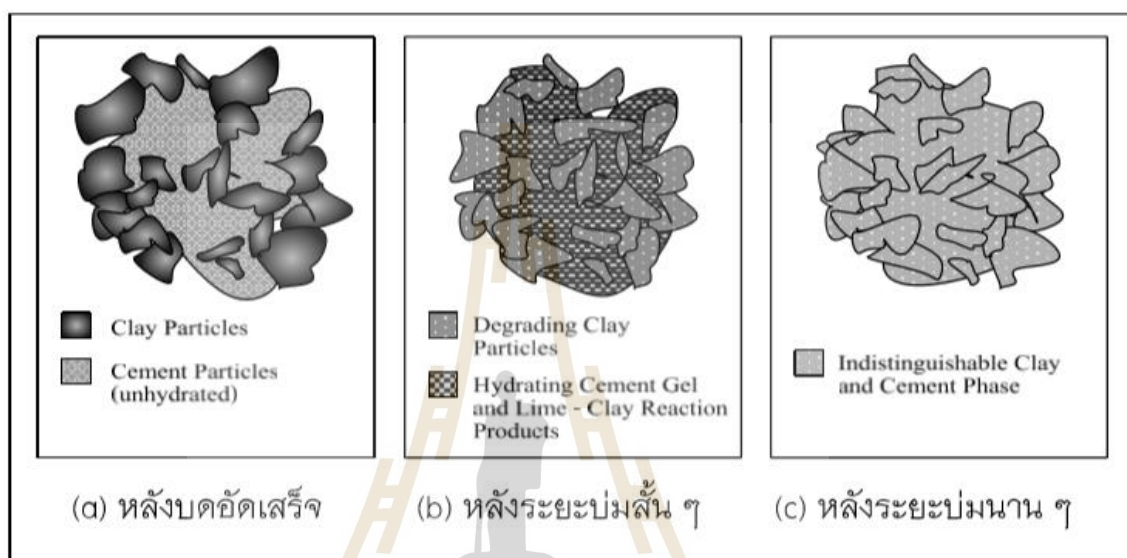 Clay Particles
Cement Particles
(unhydrated)
Degrading Clay
Particles
Hydrating Cement Gel
and Lime - Clay Reaction
Products
Indistinguishable Clay
and Cement Phase
(a) หลังบดอัดเสร็จ
(b) หลังระยะบ่มสั้น ๆ
(c) หลังระยะบ่มนาน ๆ